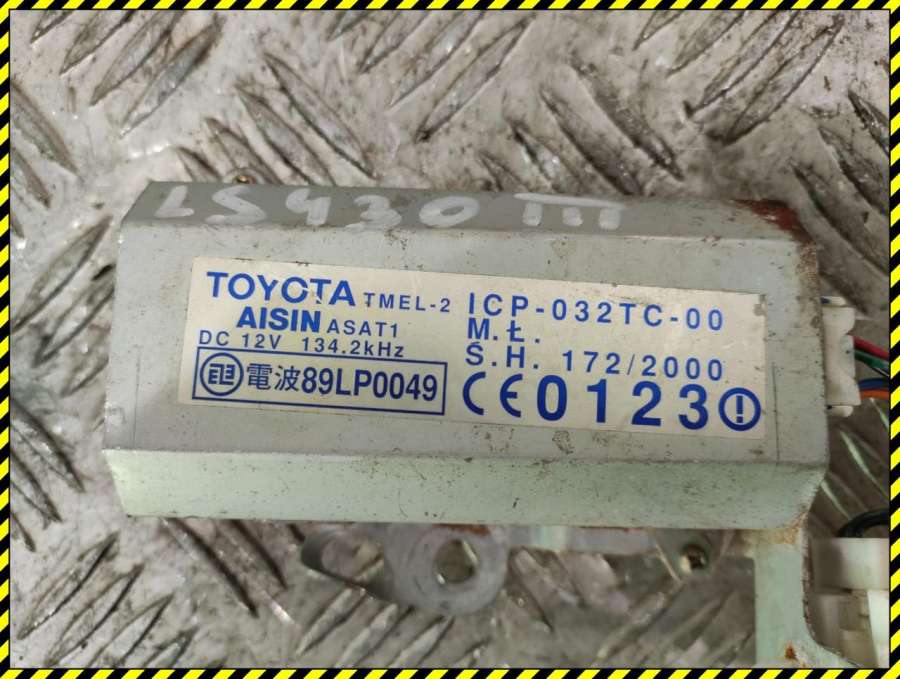 LS430 III
TOYOTA TMEL-2
AISIN ASAT1
DC 12V 134.2kHz
電波89LP0049
ICP-032TC-00
M.Ł.
Ś.H. 172/2000
CE0123